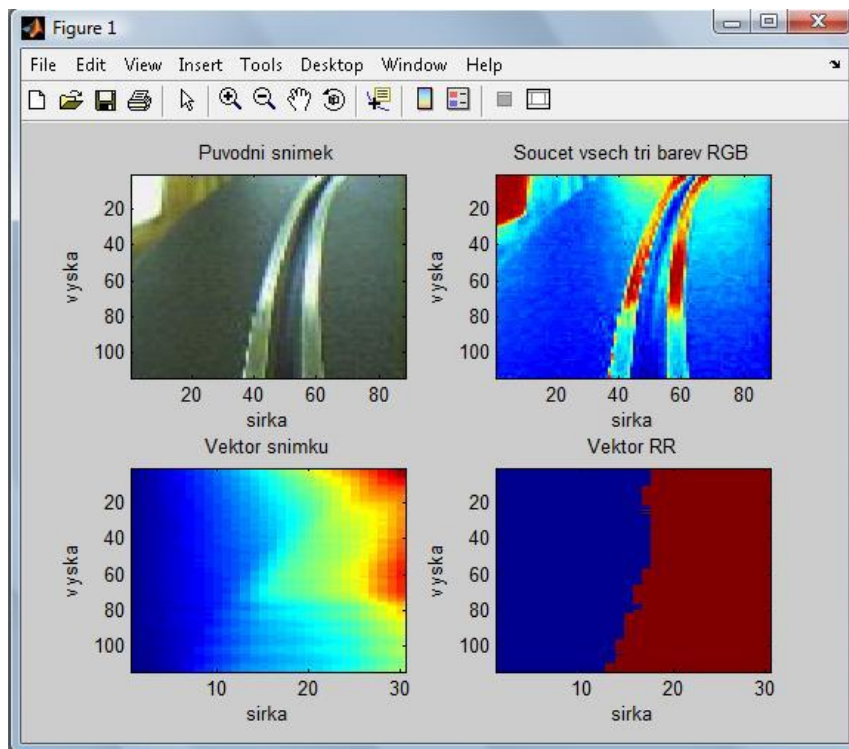 Figure 1
File Edit View Insert Tools Desktop Window Help
Puvodni snimek
vyska
20
40
60
80
100
20 40 60 80
sirka
Soucet vsech tri barev RGB
vyska
20
40
60
80
100
20 40 60 80
sirka
Vektor snimku
vyska
20
40
60
80
100
10 20 30
sirka
Vektor RR
vyska
20
40
60
80
100
10 20 30
sirka